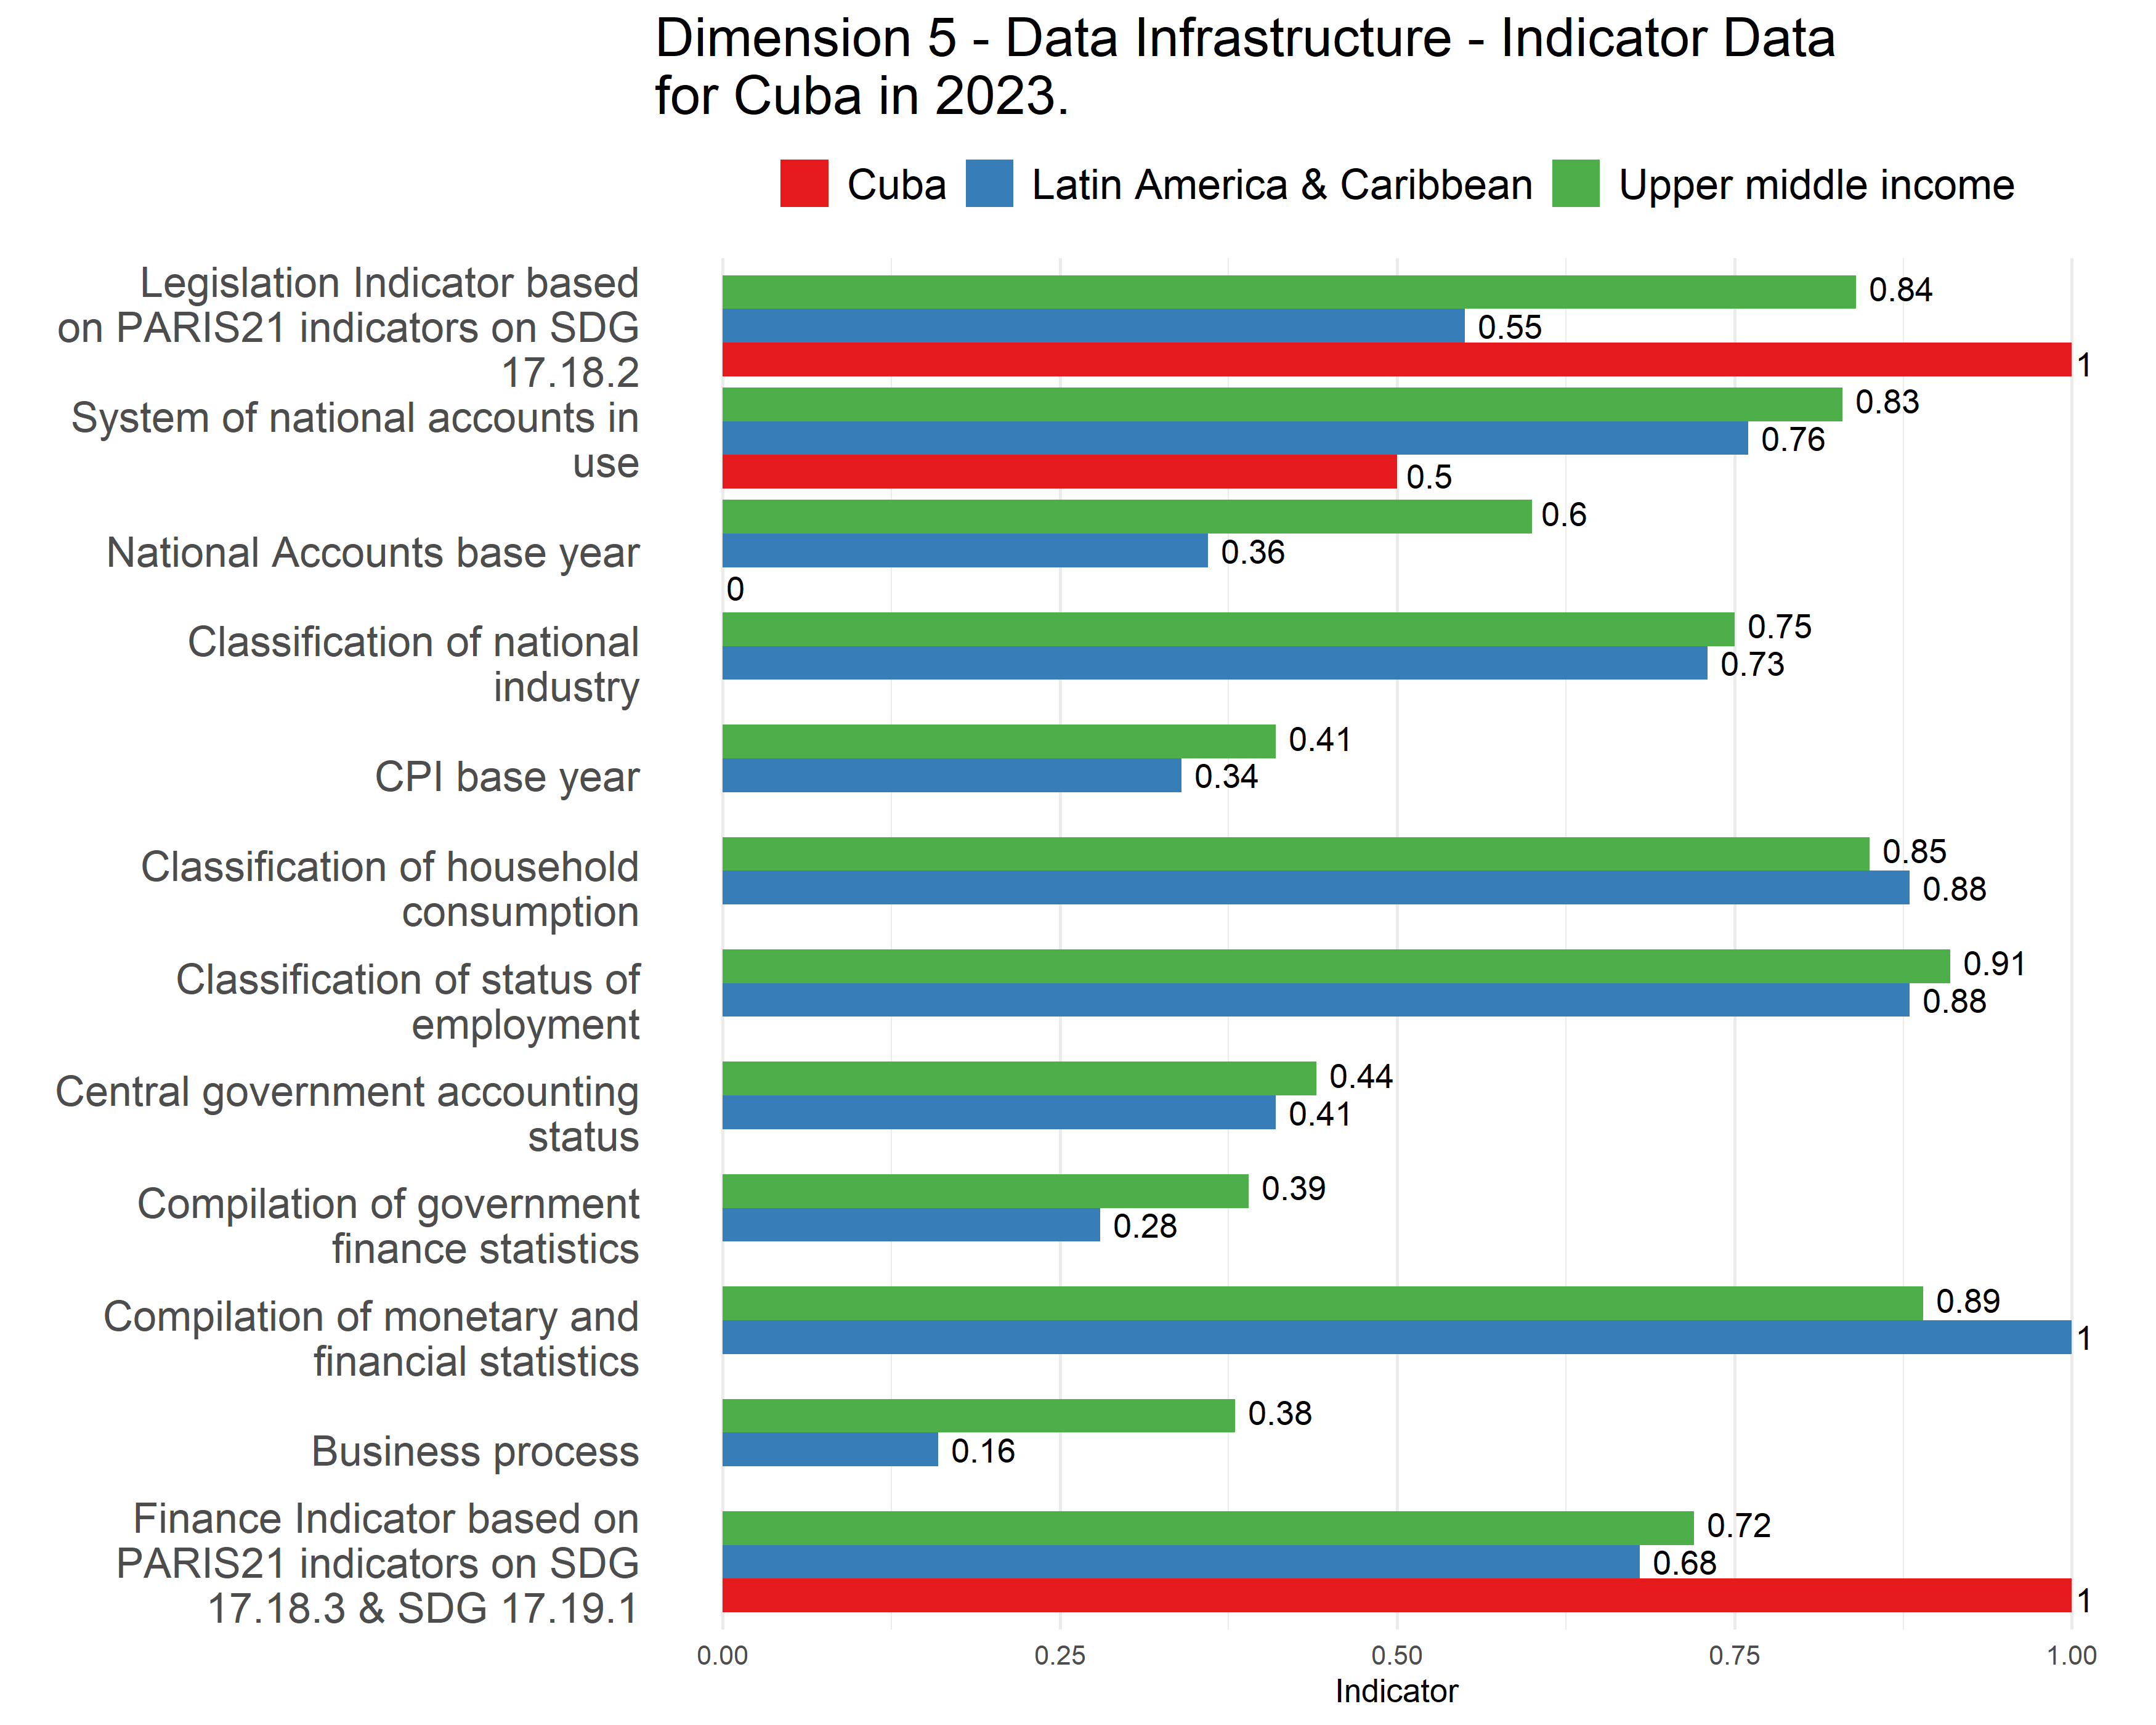 Dimension 5 - Data Infrastructure - Indicator Data
for Cuba in 2023.
Cuba
Latin America & Caribbean
Upper middle income
Legislation Indicator based
on PARIS21 indicators on SDG
17.18.2
0.84
0.55
1
System of national accounts in
use
0.83
0.76
0.5
National Accounts base year
0.6
0.36
0
Classification of national
industry
0.75
0.73
CPI base year
0.41
0.34
Classification of household
consumption
0.85
0.88
Classification of status of
employment
0.91
0.88
Central government accounting
status
0.44
0.41
Compilation of government
finance statistics
0.39
0.28
Compilation of monetary and
financial statistics
0.89
1
Business process
0.38
0.16
Finance Indicator based on
PARIS21 indicators on SDG
17.18.3 & SDG 17.19.1
0.72
0.68
1
0.00
0.25
0.50
0.75
1.00
Indicator